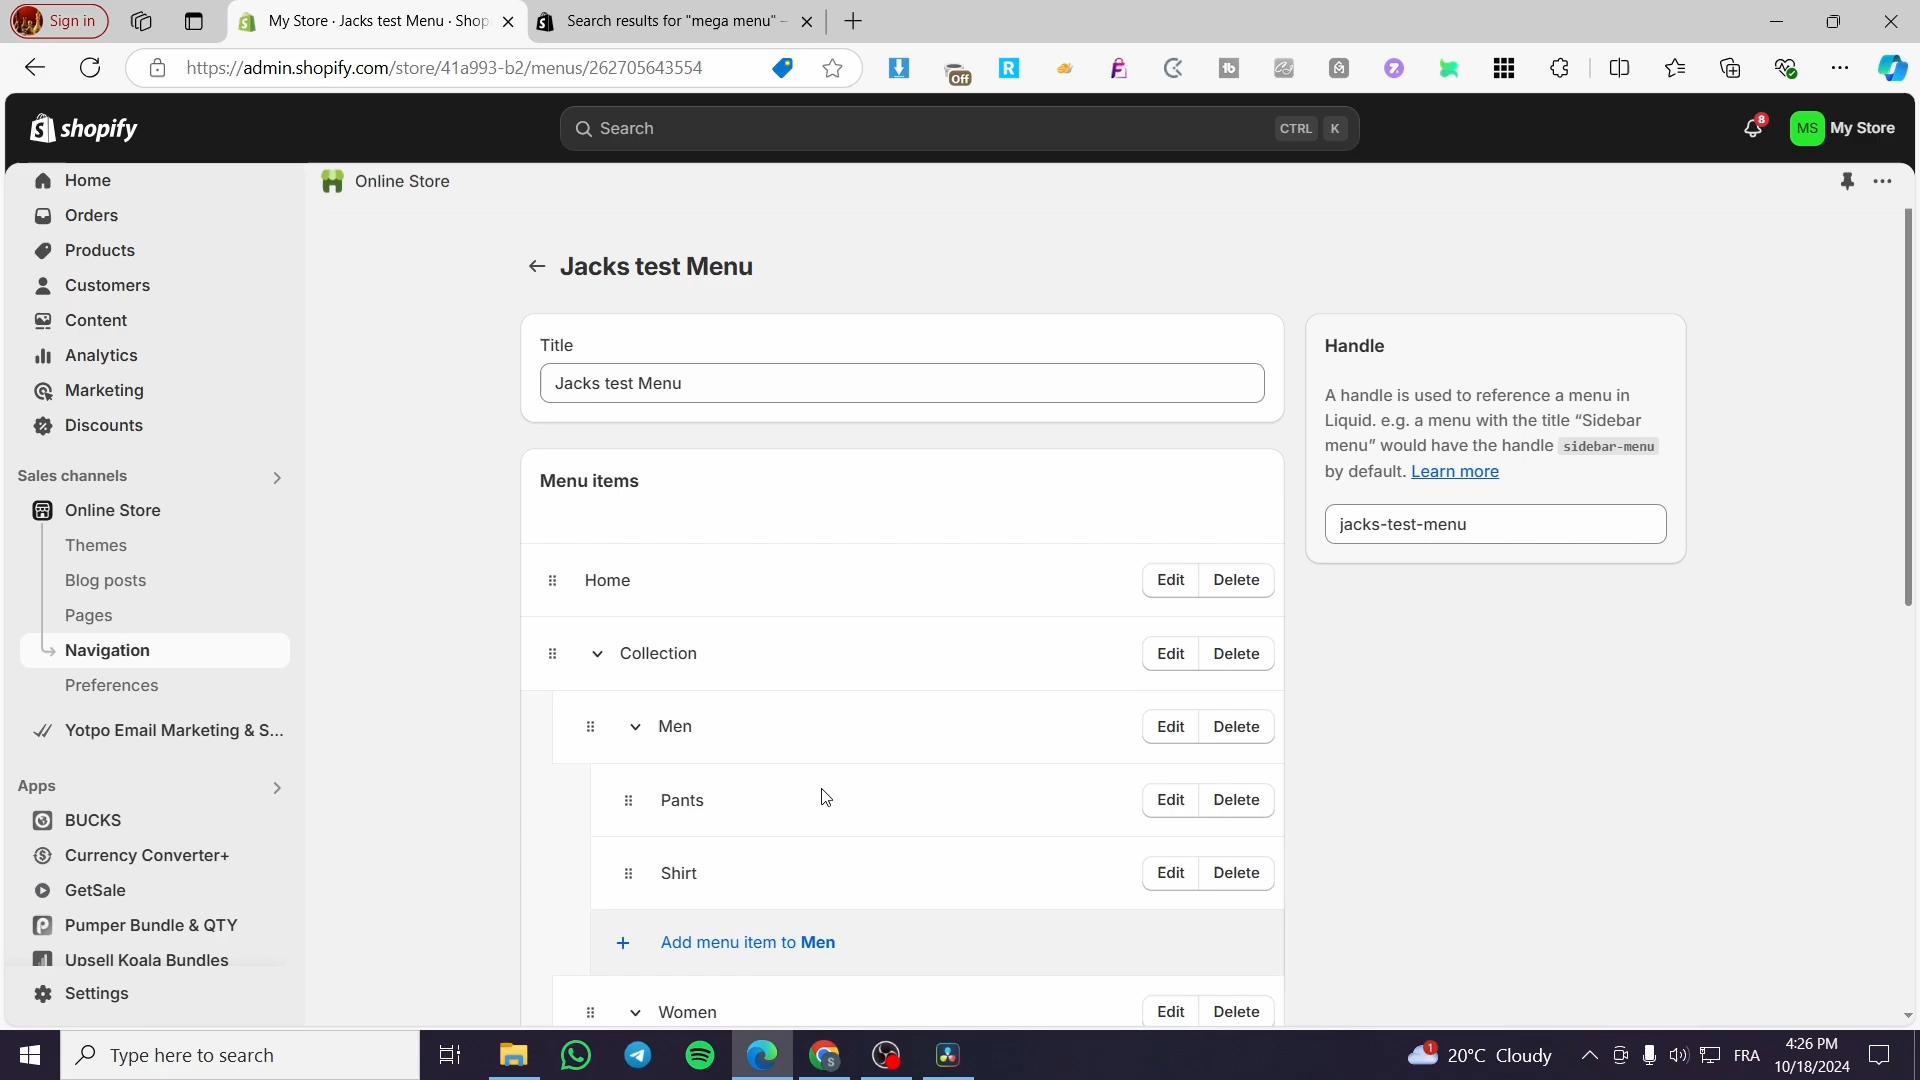 Sign in
My Store · Jacks test Menu · Shop
Search results for "mega menu" -
https://admin.shopify.com/store/41a993-b2/menus/262705643554
Off
shopify
Search
CTRL K
8
MS My Store
Home
Orders
Products
Customers
Content
Analytics
Marketing
Discounts
Sales channels
Online Store
Themes
Blog posts
Pages
Navigation
Preferences
Yotpo Email Marketing & S...
Apps
BUCKS
Currency Converter+
GetSale
Pumper Bundle & QTY
Upsell Koala Bundles
Settings
Online Store
Jacks test Menu
Title
Jacks test Menu
Menu items
Home Edit Delete
Collection Edit Delete
Men Edit Delete
Pants Edit Delete
Shirt Edit Delete
Add menu item to Men
Women Edit Delete
Handle
A handle is used to reference a menu in
Liquid. e.g. a menu with the title “Sidebar
menu” would have the handle sidebar-menu
by default. Learn more
jacks-test-menu
Type here to search
1
20°C Cloudy
FRA
4:26 PM
10/18/2024